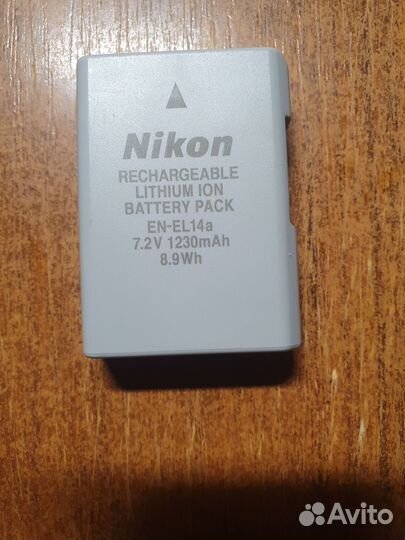 Nikon
RECHARGEABLE
LITHIUM ION
BATTERY PACK
EN-EL14a
7.2V 1230mAh
8.9Wh
Avito